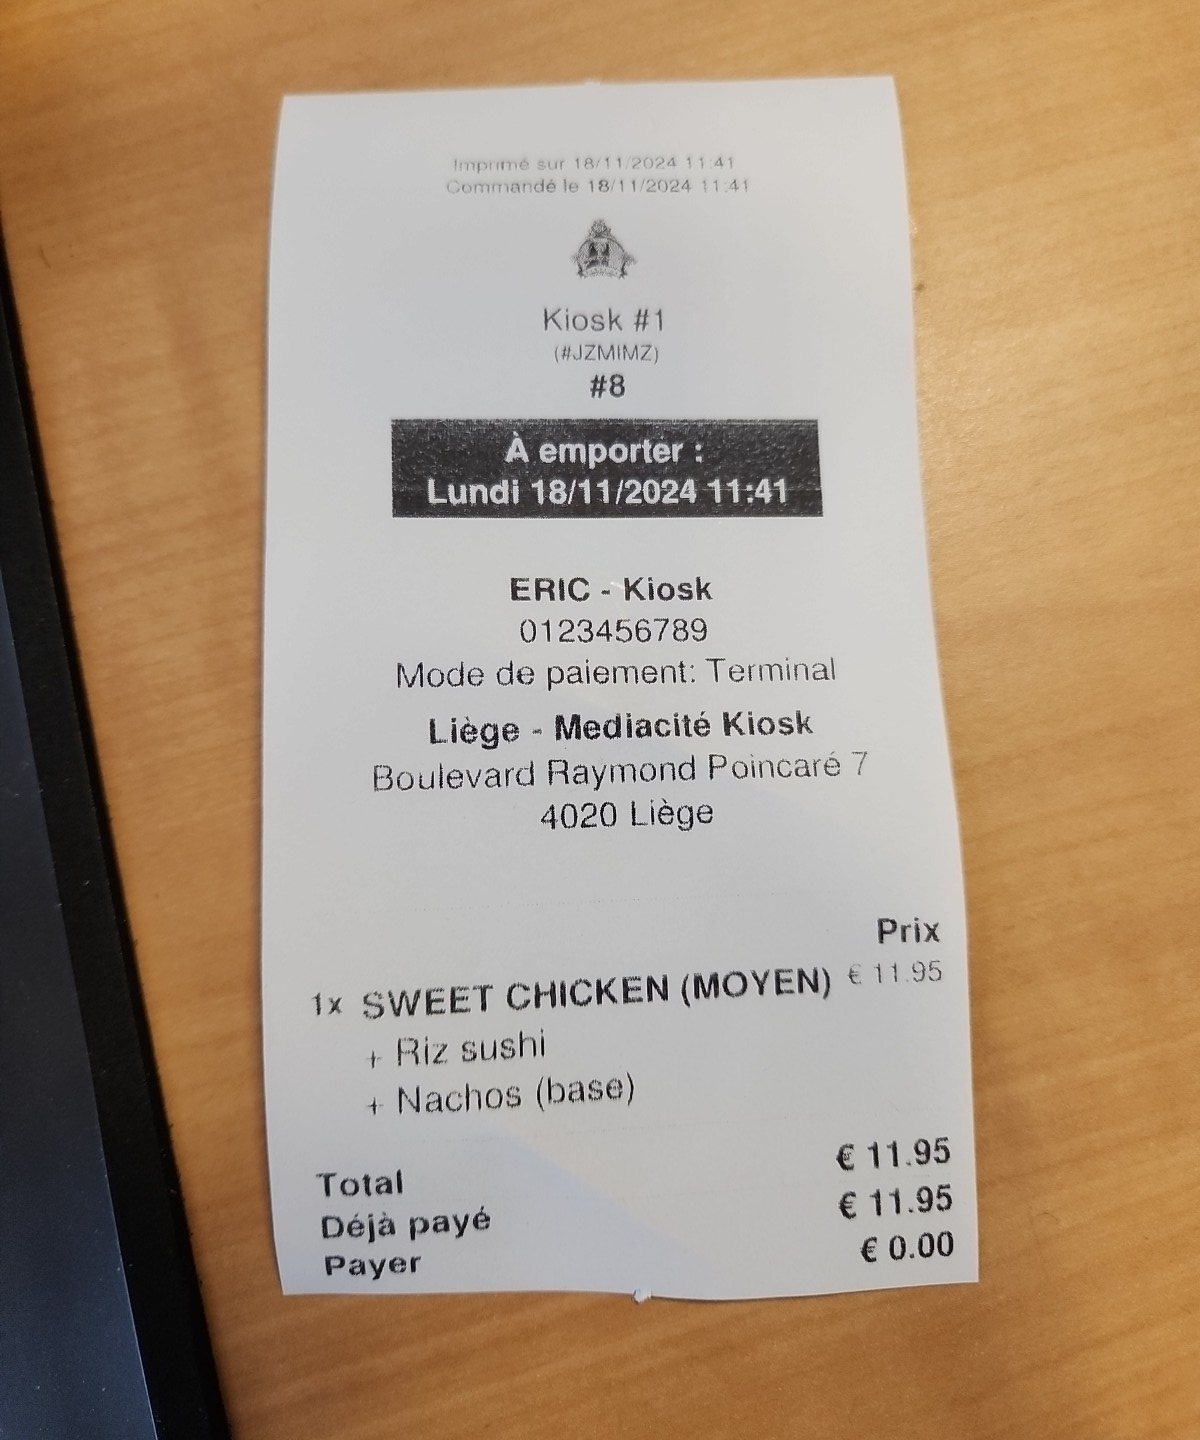 Imprimé sur 18/11/2024 11:41
Commandé le 18/11/2024 11:41
Kiosk #1
(#JZMIMZ)
#8
À emporter :
Lundi 18/11/2024 11:41
ERIC - Kiosk
0123456789
Mode de paiement: Terminal
Liège - Mediacité Kiosk
Boulevard Raymond Poincaré 7
4020 Liège
Prix
1x SWEET CHICKEN (MOYEN) € 11.95
+ Riz sushi
+ Nachos (base)
Total € 11.95
Déjà payé € 11.95
Payer € 0.00